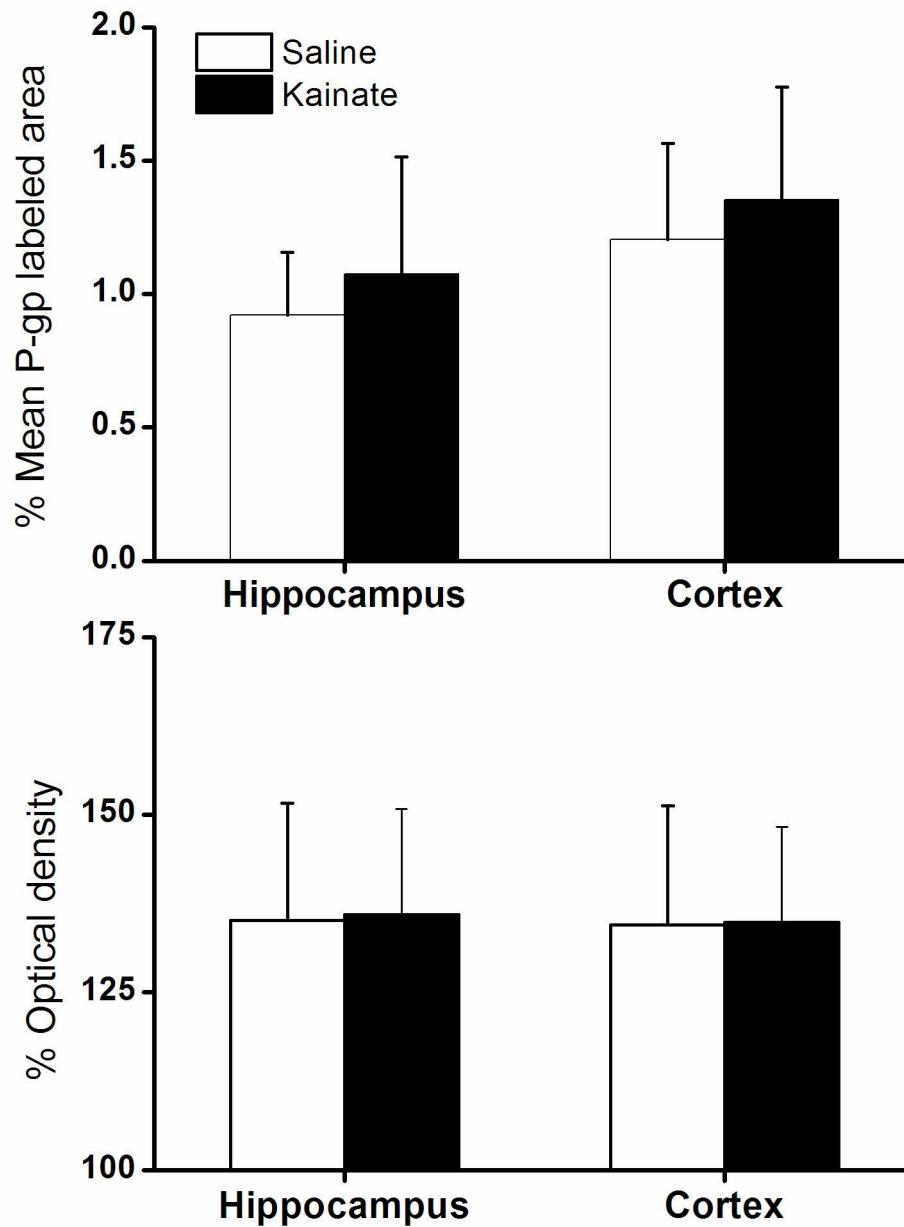 % Mean P-gp labeled area
2.0
1.5
1.0
0.5
0.0
Saline
Kainate
Hippocampus Cortex
% Optical density
175
150
125
100
Hippocampus Cortex